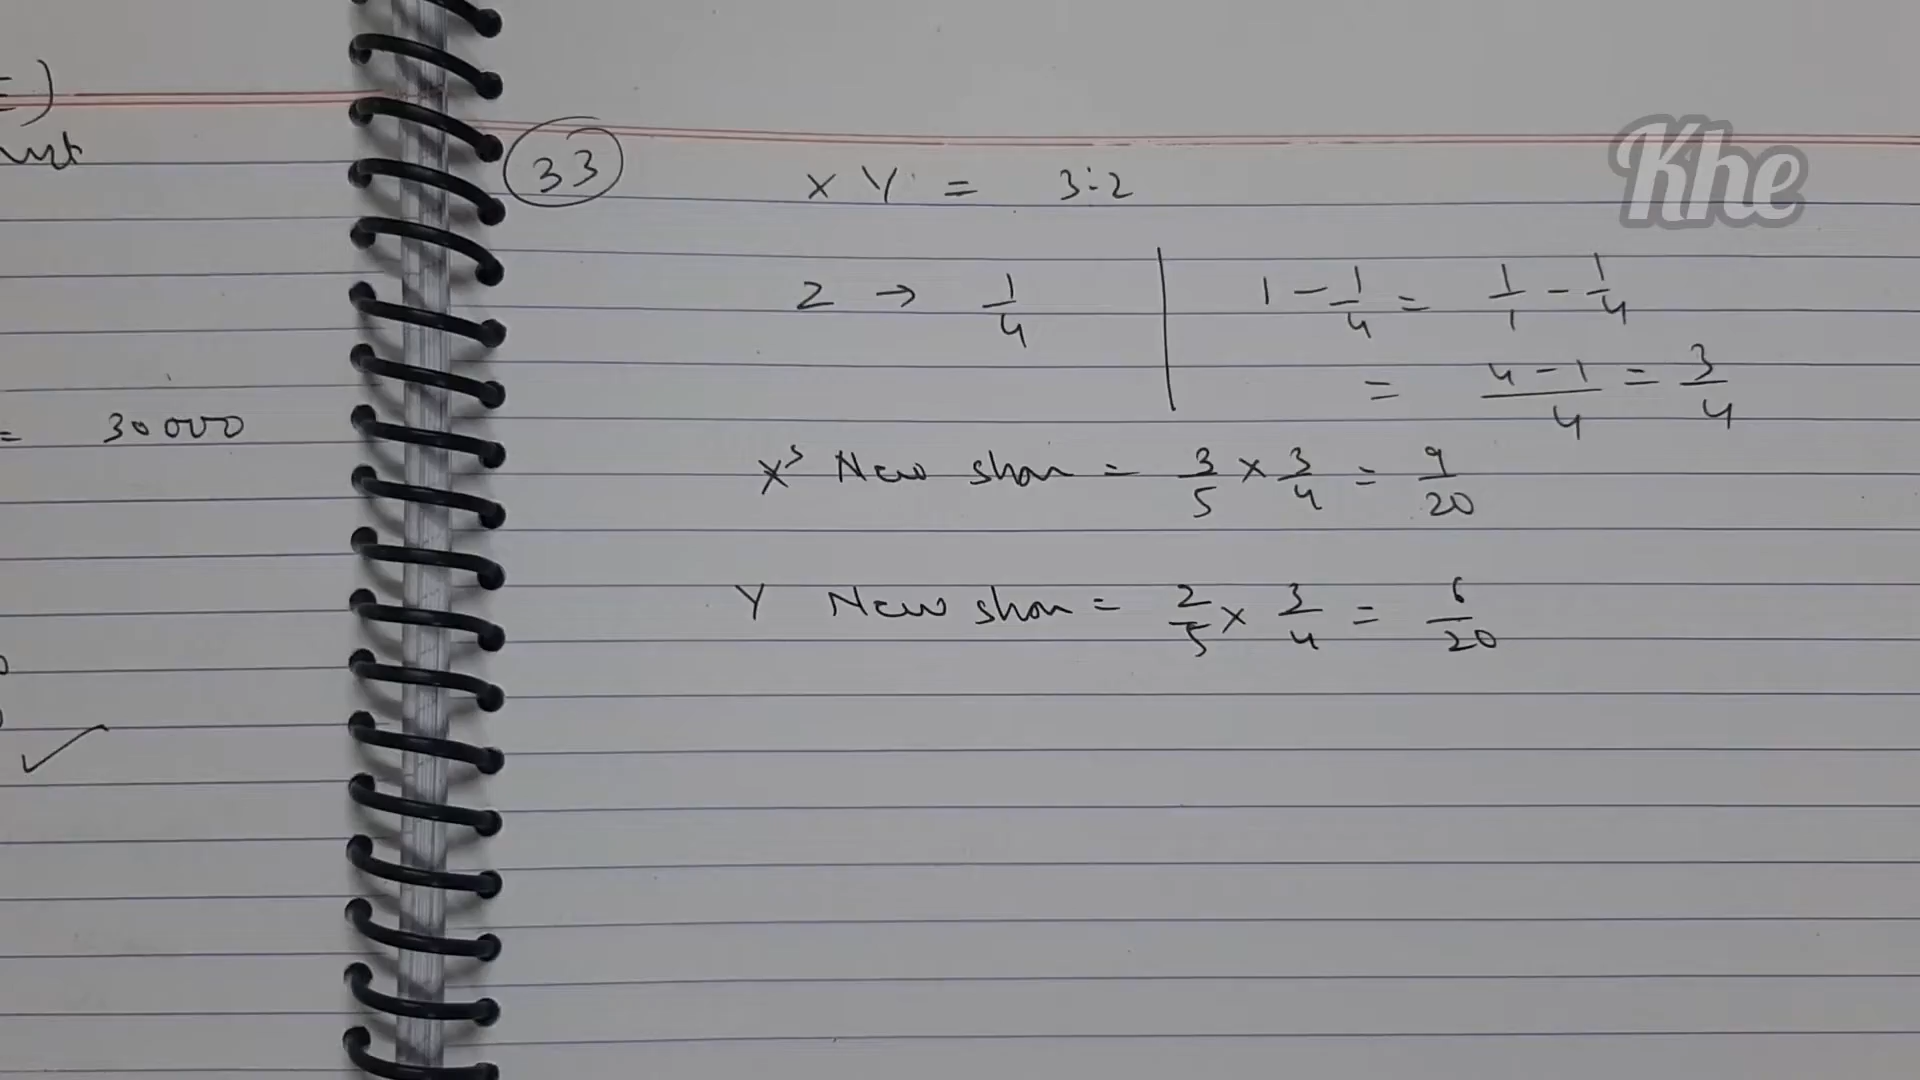 = 30000
33 X Y = 3:2
Z → 1/4 | 1 - 1/4 = 1/1 - 1/4
= 4-1/4 = 3/4
X's New share = 3/5 × 3/4 = 9/20
Y New share = 2/5 × 3/4 = 6/20
Khe